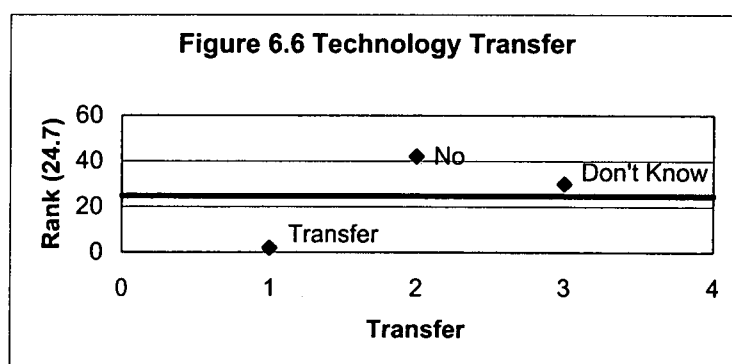 Figure 6.6 Technology Transfer
Rank (24.7)
60
40
20
0
No
Don't Know
Transfer
0 1 2 3 4
Transfer